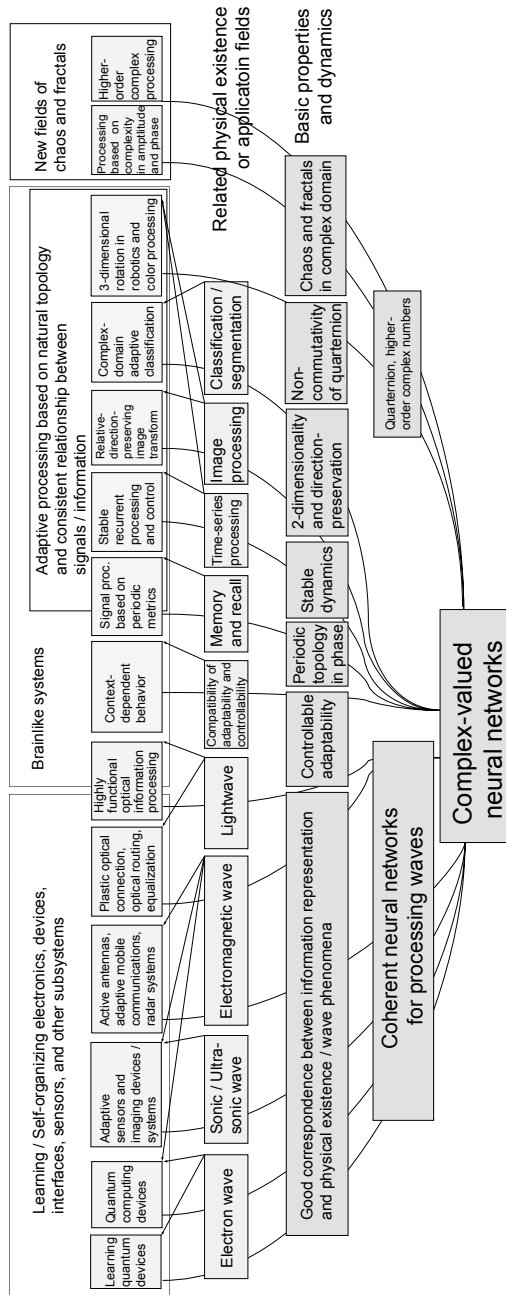 Learning / Self-organizing electronics, devices,
interfaces, sensors, and other subsystems
Brainlike systems
Adaptive processing based on natural topology
and consistent relationship between
signals / information
New fields of
chaos and fractals
Learning
quantum
devices
Quantum
computing
devices
Adaptive
sensors and
imaging devices /
systems
Active antennas,
adaptive mobile
communications,
radar systems
Plastic optical
connection,
optical routing,
equalization
Highly
functional
optical
information
processing
Context-
dependent
behavior
Signal proc.
based on
periodic
metrics
Stable
recurrent
processing
and control
Relative-
direction-
preserving
image
transform
Complex-
domain
adaptive
classification
3-dimensional
rotation in
robotics and
color processing
Processing
based on
complexity
in amptitude
and phase
Higher-
order
complex
processing
Electron wave
Sonic / Ultra-
sonic wave
Electromagnetic wave
Lightwave
Compatibility of
adaptability and
controllability
Memory
and recall
Time-series
processing
Image
processing
Classification /
segmentation
Related physical existence
or applicatoin fields
Good correspondence between information representation
and physical existence / wave phenomena
Controllable
adaptability
Periodic
topology
in phase
Stable
dynamics
2-dimensionality
and direction-
preservation
Non-
commutativity
of quarternion
Chaos and fractals
in complex domain
Basic properties
and dynamics
Coherent neural networks
for processing waves
Quarternion, higher-
order complex numbers
Complex-valued
neural networks